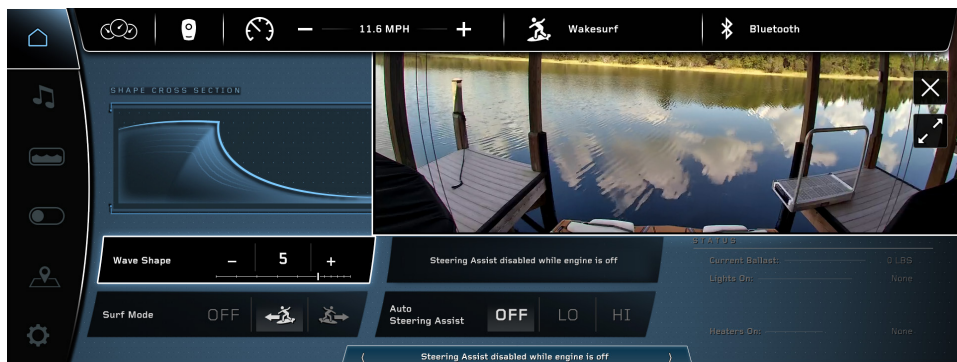 11.6 MPH
Wakesurf
Bluetooth
SHAPE CROSS SECTION
Wave Shape
5
Steering Assist disabled while engine is off
STATUS
Current Ballast:
0 LBS
Lights On:
None
Surf Mode
OFF
Auto
Steering Assist
OFF
LO
HI
Heaters On:
None
Steering Assist disabled while engine is off